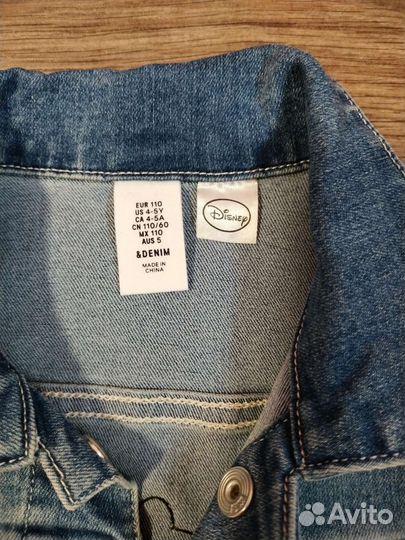 EUR 110
US 4-5Y
CA 4-5A
CN 110/60
MX 110
AUS 5
&DENIM
MADE IN
CHINA
Disney
Avito